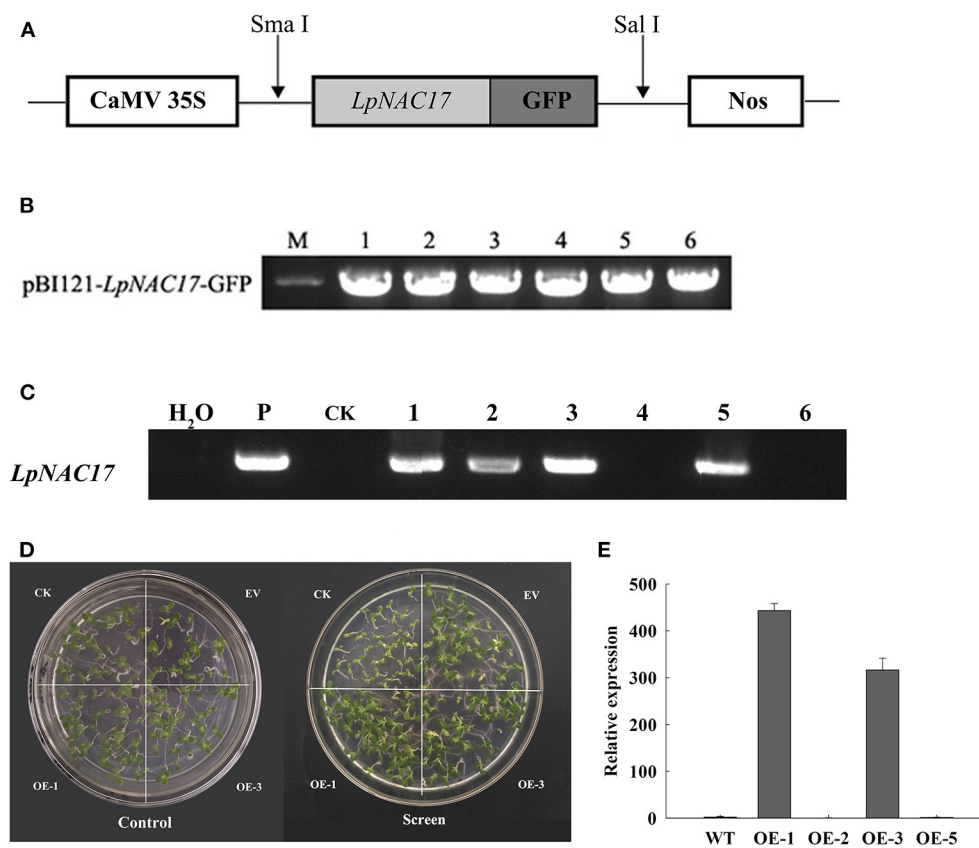 A
Sma I
Sal I
CaMV 35S
LpNAC17
GFP
Nos
B
M 1 2 3 4 5 6
pBI121-LpNAC17-GFP
C
H₂O P CK 1 2 3 4 5 6
LpNAC17
D
CK EV
OE-1 OE-3
Control
CK EV
OE-1 OE-3
Screen
E
Relative expression
500
400
300
200
100
0
WT OE-1 OE-2 OE-3 OE-5